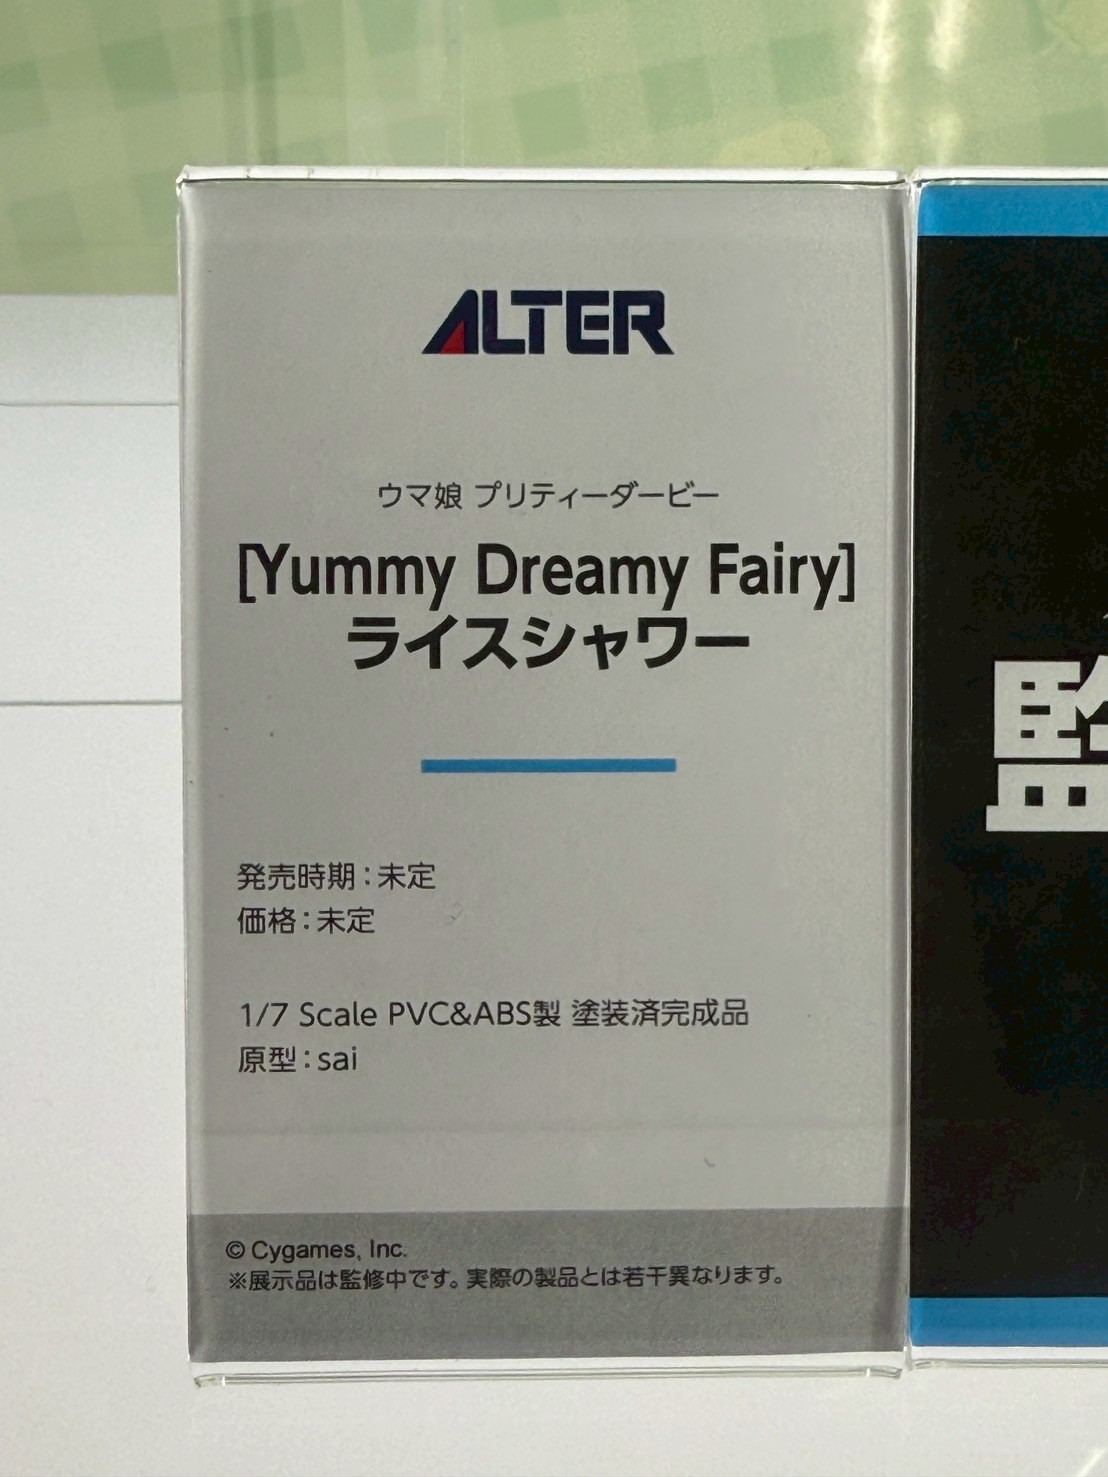 ALTER
ウマ娘 プリティーダービー
[Yummy Dreamy Fairy]
ライスシャワー
発売時期：未定
価格：未定
1/7 Scale PVC&ABS製 塗装済完成品
原型：sai
© Cygames, Inc.
※展示品は監修中です。実際の製品とは若干異なります。
監